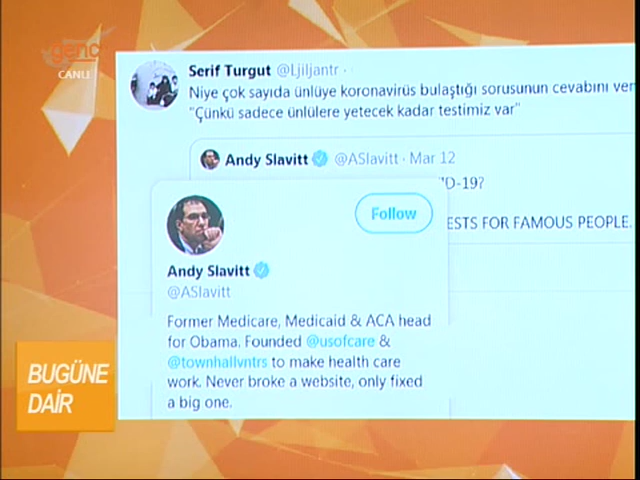 genç
CANLI
Serif Turgut @Ljiljantr ·
Niye çok sayıda ünlüye koronavirüs bulaştığı sorusunun cevabını ver
"Çünkü sadece ünlülere yetecek kadar testimiz var"
Andy Slavitt @ASlavitt · Mar 12
D-19?
ESTS FOR FAMOUS PEOPLE.
Follow
Andy Slavitt
@ASlavitt
Former Medicare, Medicaid & ACA head
for Obama. Founded @usofcare &
@townhallvntrs to make health care
work. Never broke a website, only fixed
a big one.
BUGÜNE
DAİR